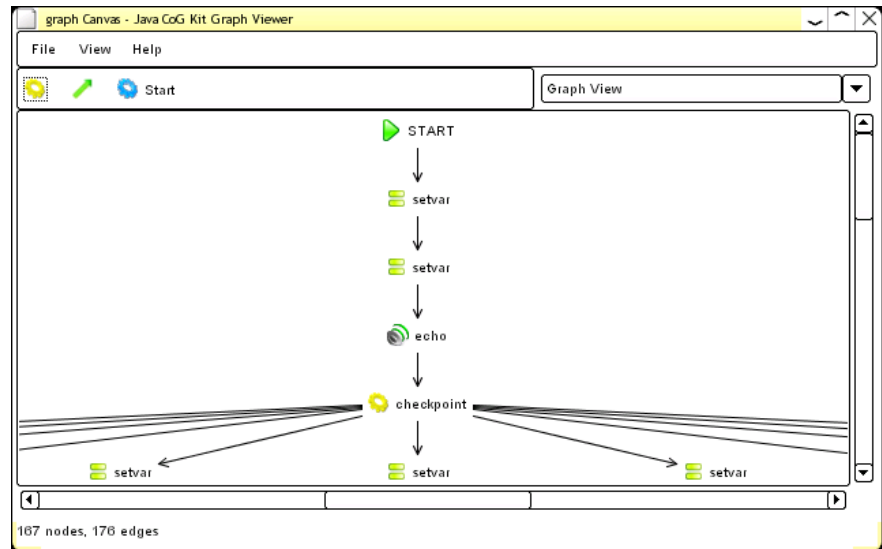 graph Canvas - Java CoG Kit Graph Viewer
File View Help
Start
Graph View
START
setvar
setvar
echo
checkpoint
setvar setvar setvar
167 nodes, 176 edges